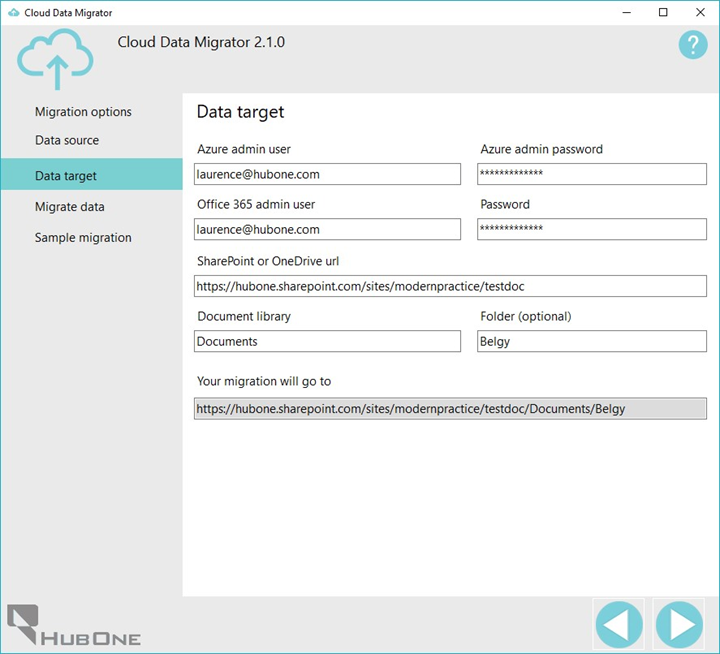 Cloud Data Migrator
Cloud Data Migrator 2.1.0
?
Migration options
Data source
Data target
Migrate data
Sample migration
Data target
Azure admin user Azure admin password
laurence@hubone.com *************
Office 365 admin user Password
laurence@hubone.com *************
SharePoint or OneDrive url
https://hubone.sharepoint.com/sites/modernpractice/testdoc
Document library Folder (optional)
Documents Belgy
Your migration will go to
https://hubone.sharepoint.com/sites/modernpractice/testdoc/Documents/Belgy
HUBONE